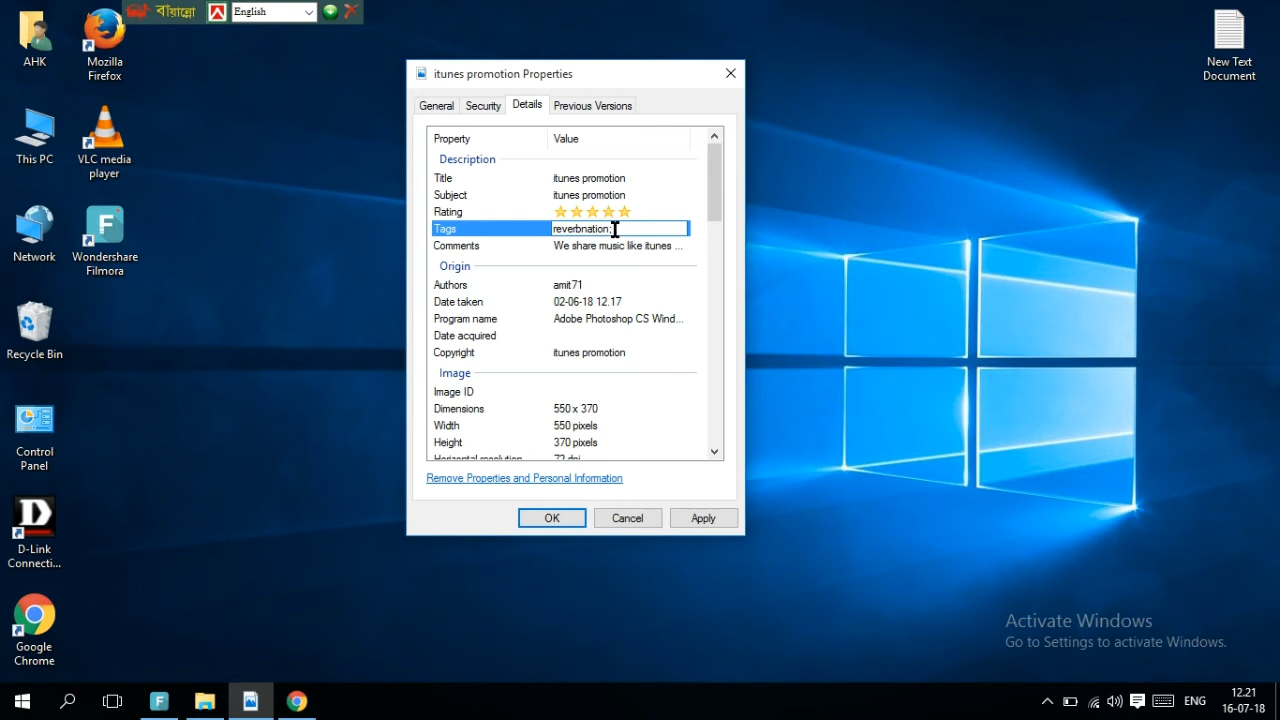 বাঁয়ান্নো
English
AHK
Mozilla
Firefox
This PC
VLC media
player
Network
Wondershare
Filmora
Recycle Bin
Control
Panel
D
D-Link
Connecti...
Google
Chrome
New Text
Document
itunes promotion Properties
General Security Details Previous Versions
Property Value
Description
Title itunes promotion
Subject itunes promotion
Rating
Tags reverbnation;
Comments We share music like itunes ...
Origin
Authors amit71
Date taken 02-06-18 12.17
Program name Adobe Photoshop CS Wind...
Date acquired
Copyright itunes promotion
Image
Image ID
Dimensions 550 x 370
Width 550 pixels
Height 370 pixels
Horizontal resolution 72 dpi
Remove Properties and Personal Information
OK Cancel Apply
Activate Windows
Go to Settings to activate Windows.
ENG
12.21
16-07-18